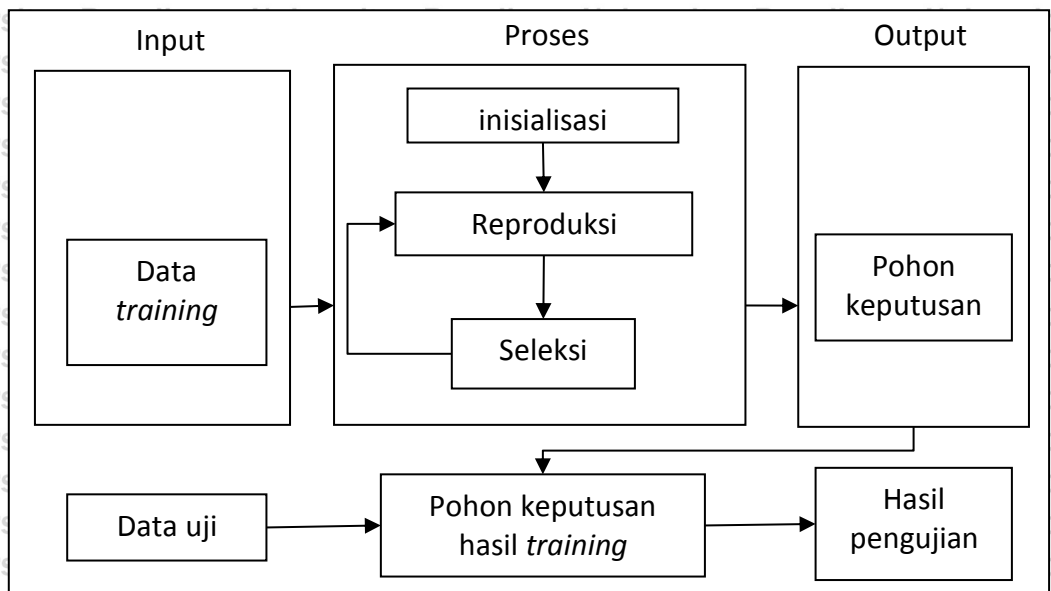 Input
Proses
Output
inisialisasi
Reproduksi
Seleksi
Data
training
Pohon
keputusan
Data uji
Pohon keputusan
hasil training
Hasil
pengujian